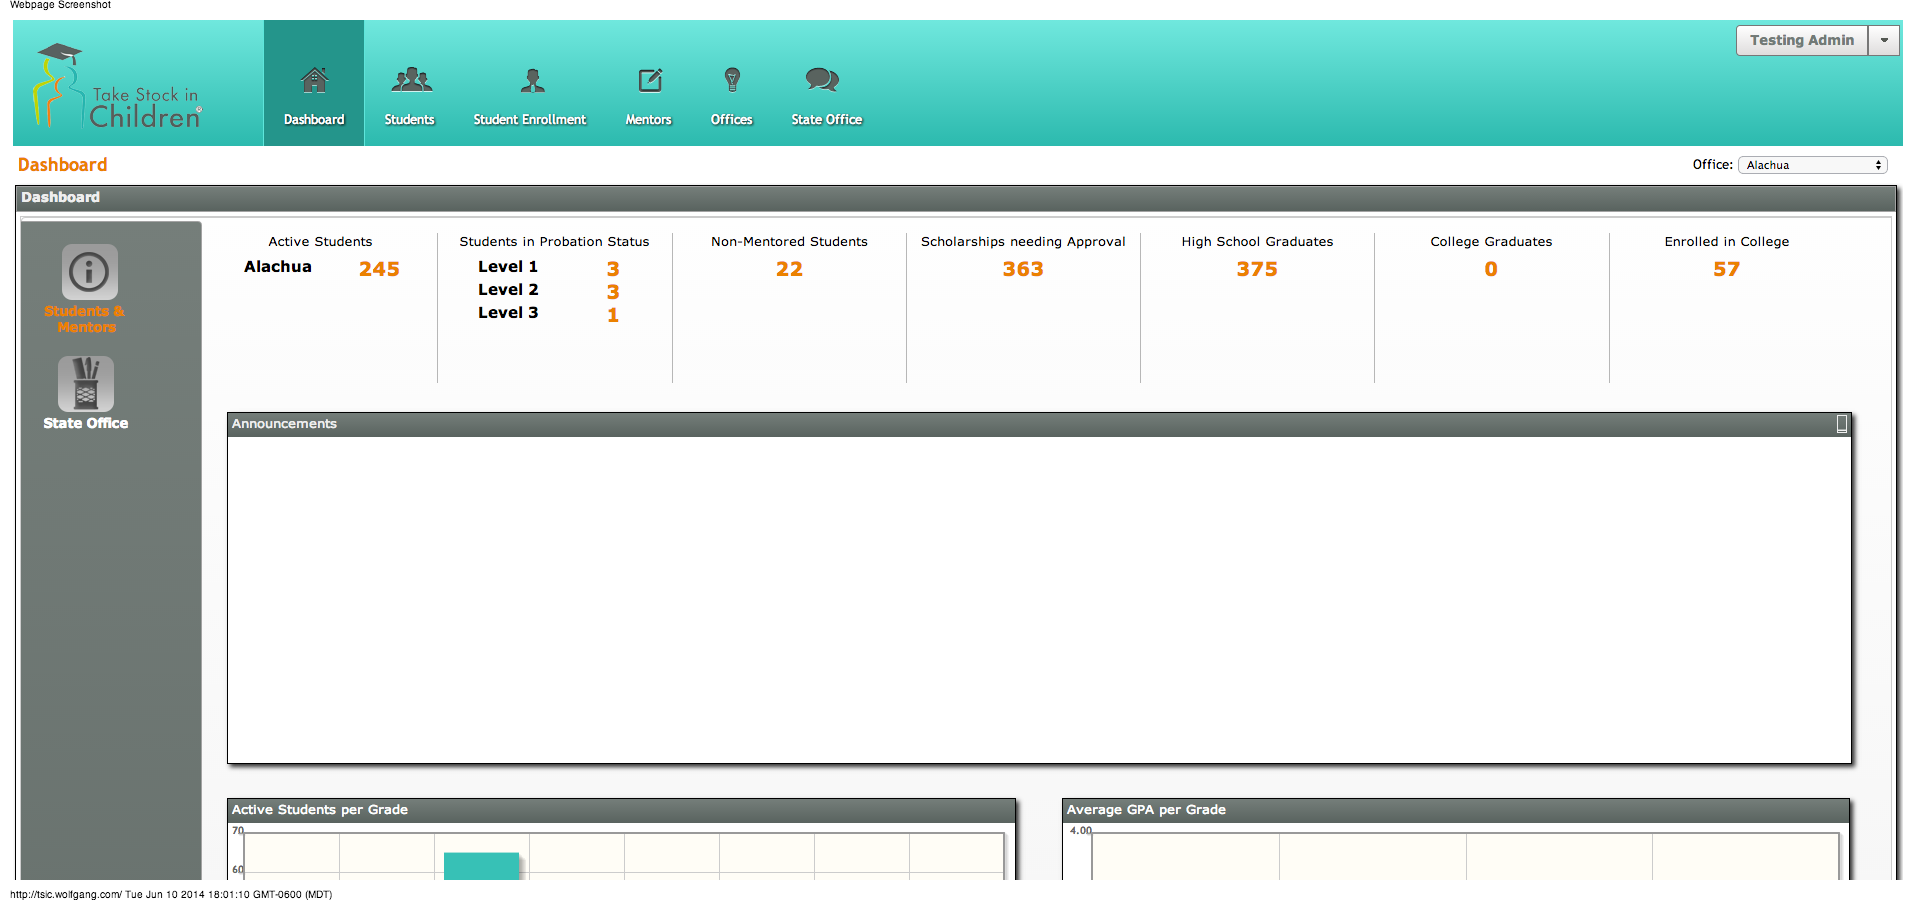 Webpage Screenshot
Testing Admin
Take Stock in
Children®
Dashboard Students Student Enrollment Mentors Offices State Office
Dashboard
Office: Alachua
Dashboard
Students &
Mentors
State Office
Active Students
Alachua 245
Students in Probation Status
Level 1 3
Level 2 3
Level 3 1
Non-Mentored Students
22
Scholarships needing Approval
363
High School Graduates
375
College Graduates
0
Enrolled in College
57
Announcements
Active Students per Grade
70
60
Average GPA per Grade
4.00
http://tsic.wolfgang.com/ Tue Jun 10 2014 18:01:10 GMT-0600 (MDT)